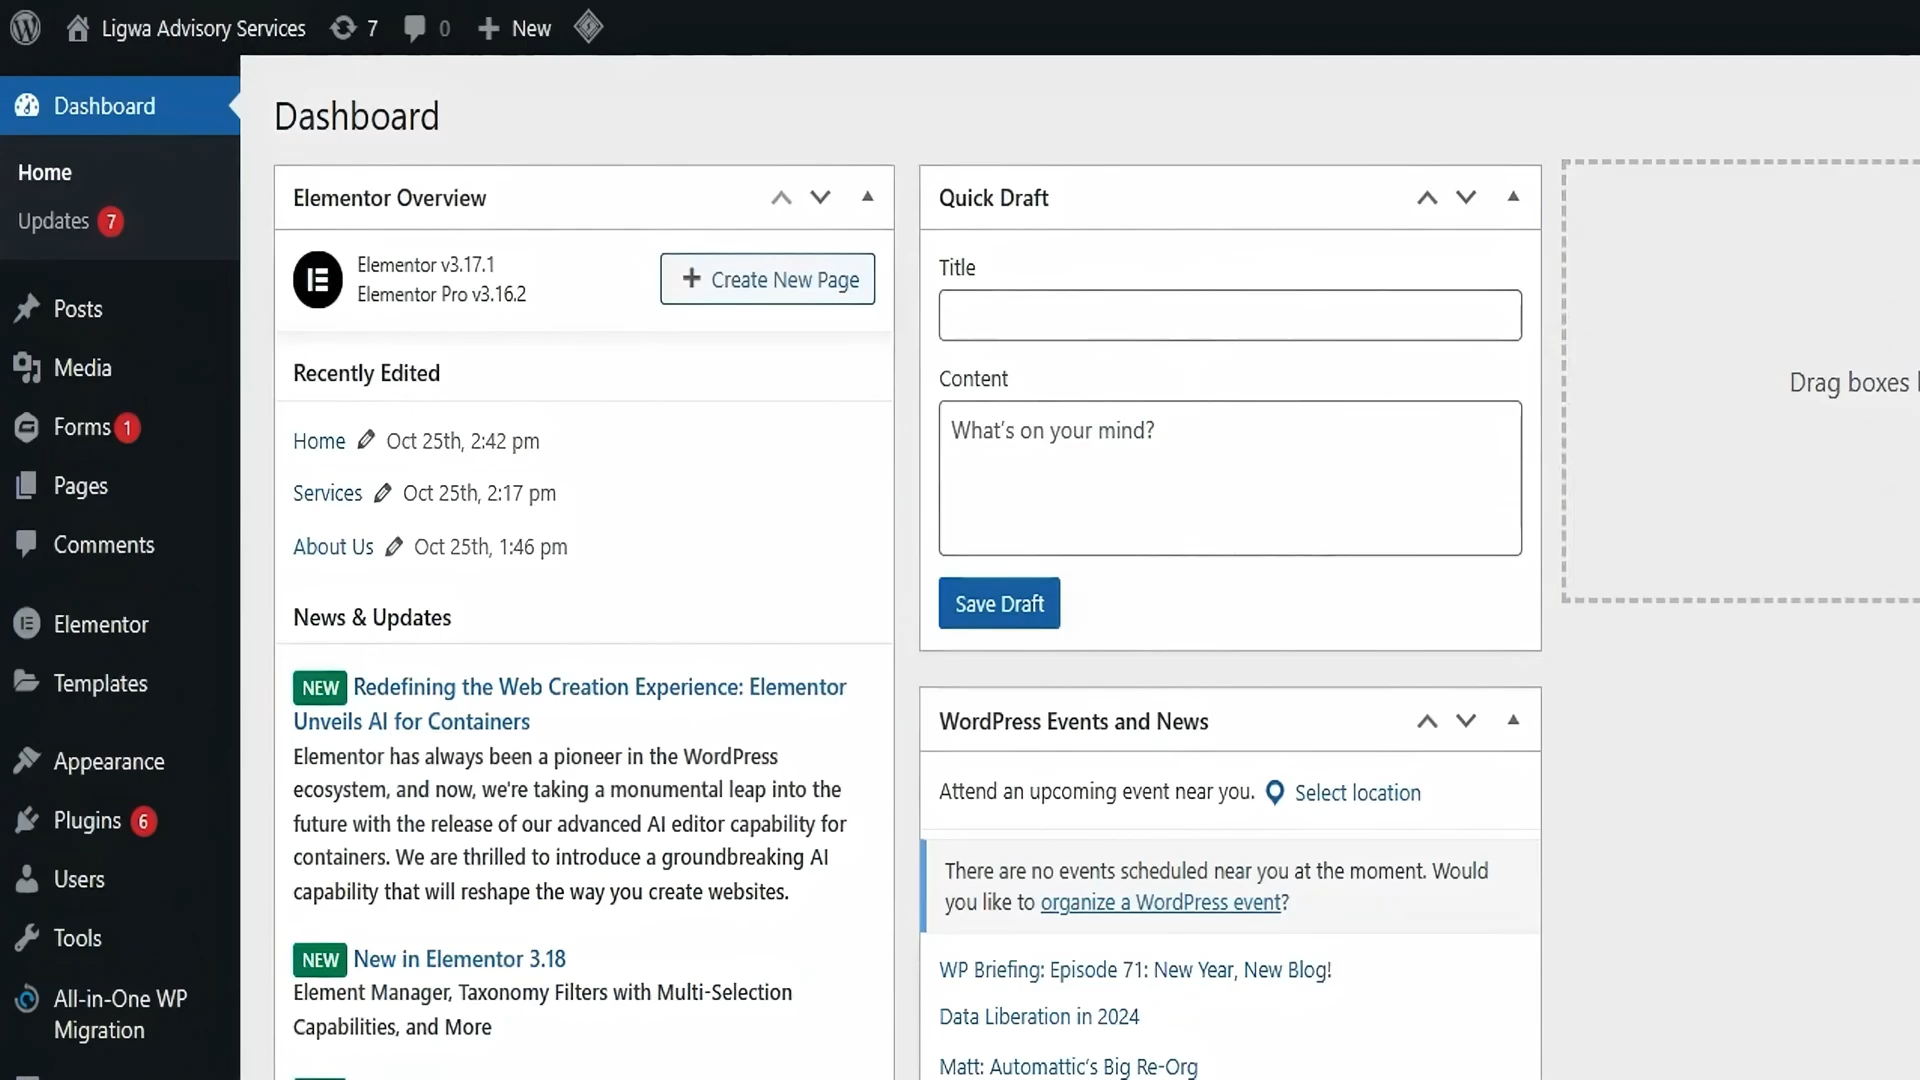 Ligwa Advisory Services 7 0 New
Dashboard
Home
Updates 7
Posts
Media
Forms 1
Pages
Comments
Elementor
Templates
Appearance
Plugins 6
Users
Tools
All-in-One WP
Migration
Dashboard
Elementor Overview
Elementor v3.17.1
Elementor Pro v3.16.2
Create New Page
Recently Edited
Home Oct 25th, 2:42 pm
Services Oct 25th, 2:17 pm
About Us Oct 25th, 1:46 pm
News & Updates
NEW Redefining the Web Creation Experience: Elementor
Unveils AI for Containers
Elementor has always been a pioneer in the WordPress
ecosystem, and now, we're taking a monumental leap into the
future with the release of our advanced AI editor capability for
containers. We are thrilled to introduce a groundbreaking AI
capability that will reshape the way you create websites.
NEW New in Elementor 3.18
Element Manager, Taxonomy Filters with Multi-Selection
Capabilities, and More
Quick Draft
Title
Content
What's on your mind?
Save Draft
WordPress Events and News
Attend an upcoming event near you. Select location
There are no events scheduled near you at the moment. Would
you like to organize a WordPress event?
WP Briefing: Episode 71: New Year, New Blog!
Data Liberation in 2024
Matt: Automattic's Big Re-Org
Drag boxes